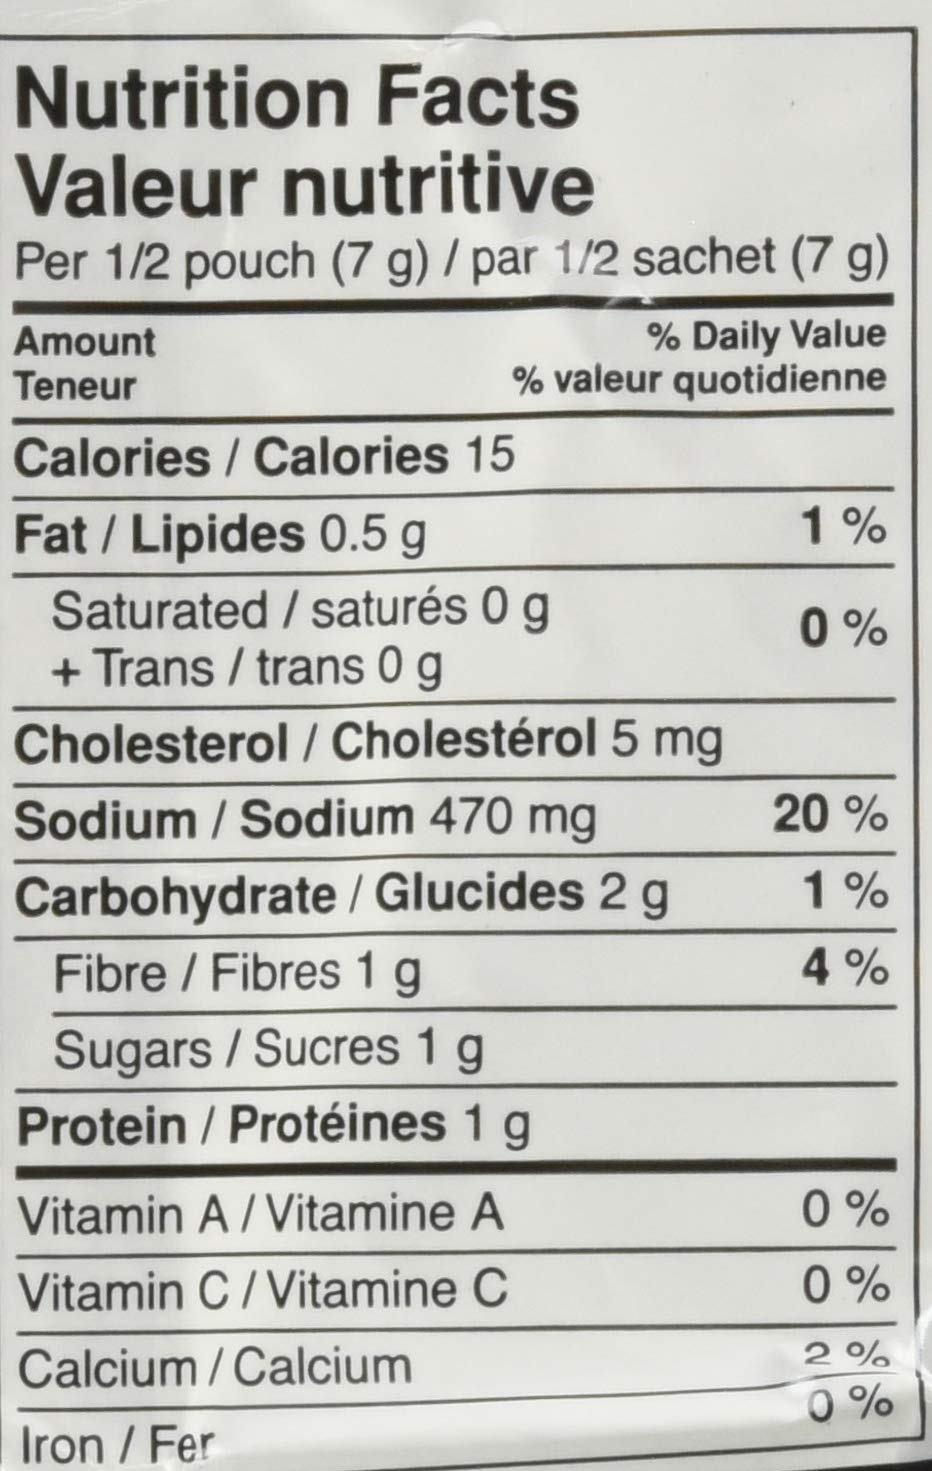 Nutrition Facts
Valeur nutritive
Per 1/2 pouch (7 g) / par 1/2 sachet (7 g)
Amount % Daily Value
Teneur % valeur quotidienne
Calories / Calories 15
Fat / Lipides 0.5 g 1 %
Saturated / saturés 0 g 0 %
+ Trans / trans 0 g
Cholesterol / Cholestérol 5 mg
Sodium / Sodium 470 mg 20 %
Carbohydrate / Glucides 2 g 1 %
Fibre / Fibres 1 g 4 %
Sugars / Sucres 1 g
Protein / Protéines 1 g
Vitamin A / Vitamine A 0 %
Vitamin C / Vitamine C 0 %
Calcium / Calcium 2 %
Iron / Fer 0 %